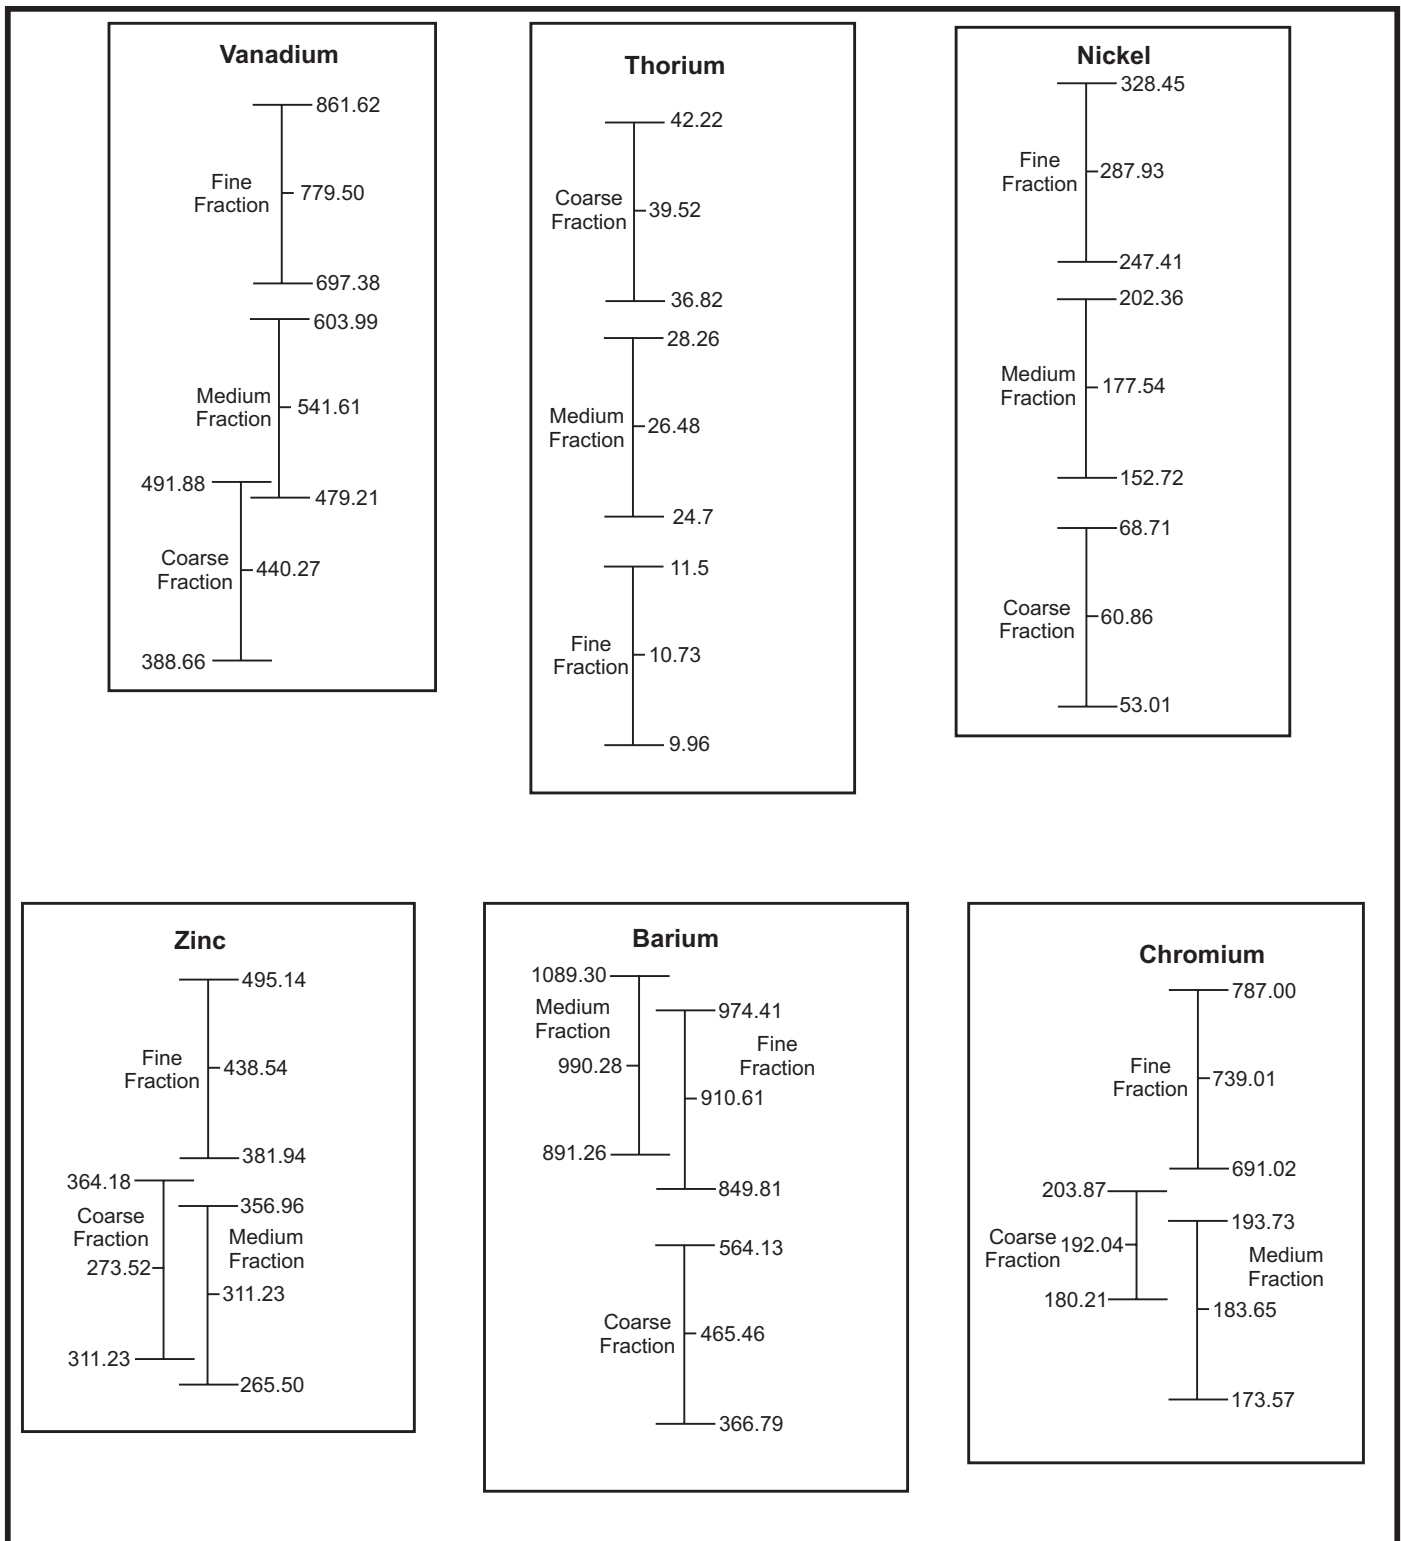 Vanadium
861.62
Fine
Fraction
779.50
697.38
603.99
Medium
Fraction
541.61
491.88
479.21
Coarse
Fraction
440.27
388.66
Thorium
42.22
Coarse
Fraction
39.52
36.82
28.26
Medium
Fraction
26.48
24.7
11.5
Fine
Fraction
10.73
9.96
Nickel
328.45
Fine
Fraction
287.93
247.41
202.36
Medium
Fraction
177.54
152.72
68.71
Coarse
Fraction
60.86
53.01
Zinc
495.14
Fine
Fraction
438.54
381.94
364.18
356.96
Coarse
Fraction
273.52
Medium
Fraction
311.23
311.23
265.50
Barium
1089.30
Medium
Fraction
990.28
891.26
974.41
Fine
Fraction
910.61
849.81
564.13
Coarse
Fraction
465.46
366.79
Chromium
787.00
Fine
Fraction
739.01
691.02
203.87
Coarse
Fraction
192.04
180.21
193.73
Medium
Fraction
183.65
173.57